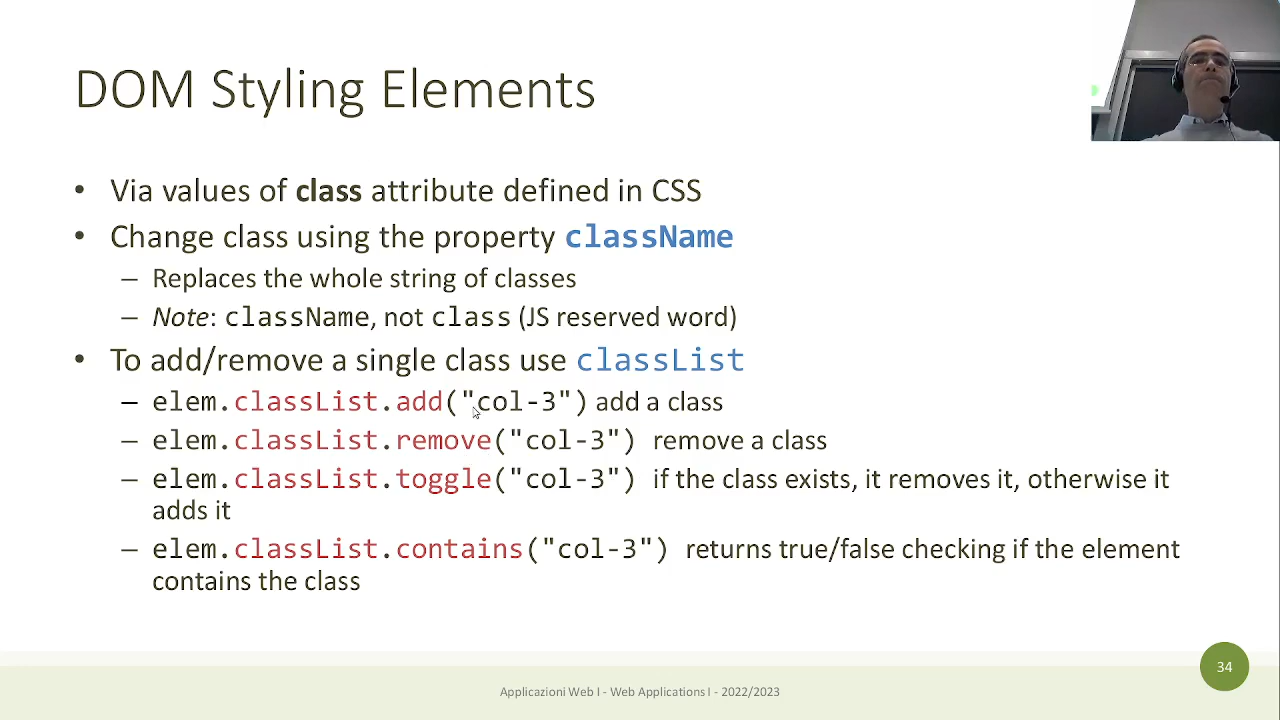 DOM Styling Elements
• Via values of class attribute defined in CSS
• Change class using the property className
– Replaces the whole string of classes
– Note: className, not class (JS reserved word)
• To add/remove a single class use classList
– elem.classList.add("col-3") add a class
– elem.classList.remove("col-3") remove a class
– elem.classList.toggle("col-3") if the class exists, it removes it, otherwise it
adds it
– elem.classList.contains("col-3") returns true/false checking if the element
contains the class
34
Applicazioni Web I - Web Applications I - 2022/2023